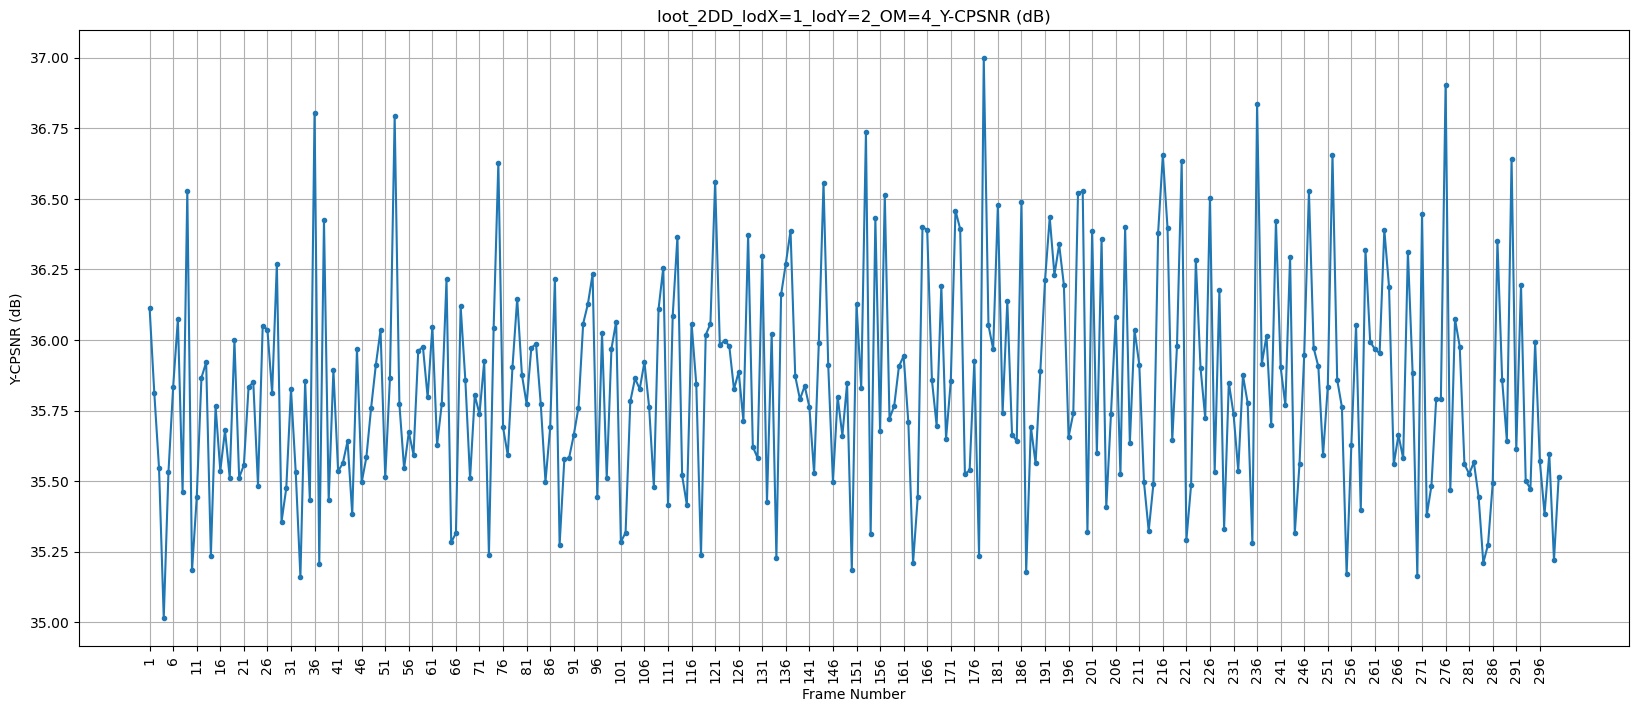 loot_2DD_lodX=1_lodY=2_OM=4_Y-CPSNR (dB)
Y-CPSNR (dB)
37.00
36.75
36.50
36.25
36.00
35.75
35.50
35.25
35.00
1 6 11 16 21 26 31 36 41 46 51 56 61 66 71 76 81 86 91 96 101 106 111 116 121 126 131 136 141 146 151 156 161 166 171 176 181 186 191 196 201 206 211 216 221 226 231 236 241 246 251 256 261 266 271 276 281 286 291 296
Frame Number